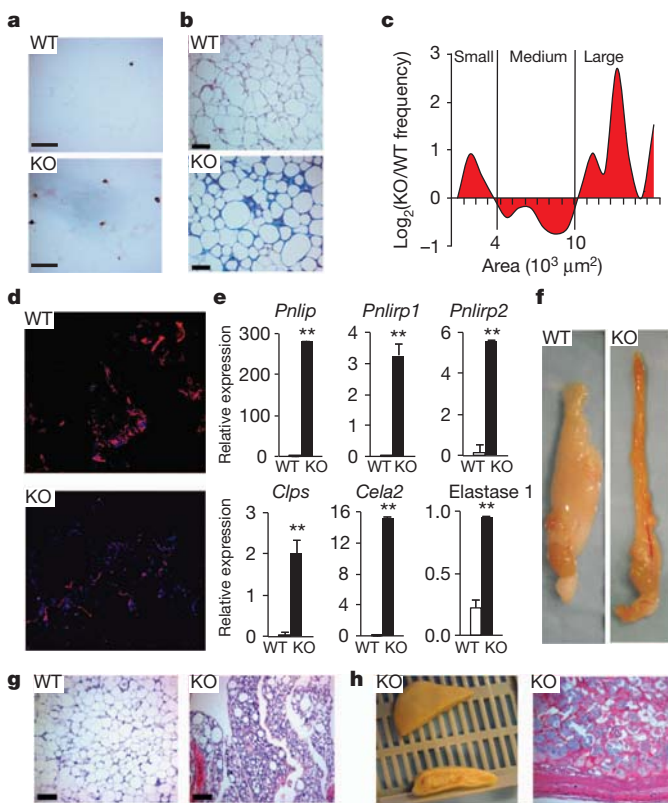 a
WT
KO
b
WT
KO
c
Log2(KO/WT frequency)
3
2
1
0
−1
Small
Medium
Large
4
10
Area (10³ μm²)
d
WT
KO
e
Pnlip
Relative expression
300
200
100
0
**
WT KO
Pnlirp1
4
3
2
1
0
**
WT KO
Pnlirp2
6
4
2
0
**
WT KO
Clps
Relative expression
3
2
1
0
**
WT KO
Cela2
16
12
8
4
0
**
WT KO
Elastase 1
1.0
0.5
0.0
**
WT KO
f
WT
KO
g
WT
KO
h
KO
KO